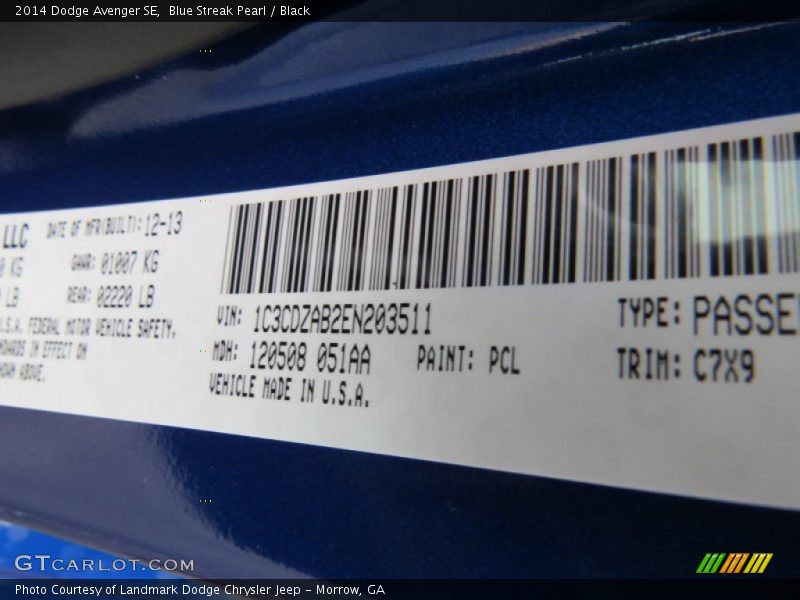 2014 Dodge Avenger SE,  Blue Streak Pearl / Black
LLC DATE OF MFR(BUILT): 12-13
KG GAWR: 01007 KG
LB REAR: 02220 LB
U.S.A. FEDERAL MOTOR VEHICLE SAFETY,
IN EFFECT ON
ABOVE.
VIN: 1C3CDZAB2EN203511 TYPE: PASSE
MDH: 120508 051AA PAINT: PCL TRIM: C7X9
VEHICLE MADE IN U.S.A.
GTCARLOT.COM
Photo Courtesy of Landmark Dodge Chrysler Jeep - Morrow, GA